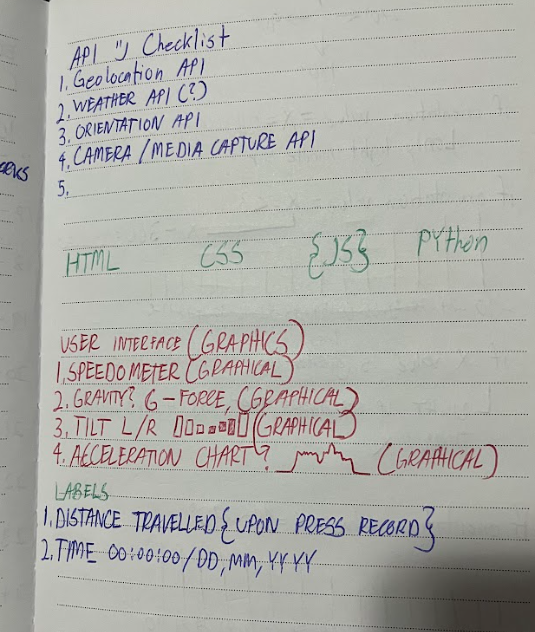 API "J Checklist
1. Geolocation API
2. WEATHER API (?)
3. ORIENTATION API
4. CAMERA / MEDIA CAPTURE API
5.
HTML CSS {JS} PYthon
USER INTERFACE (GRAPHICS)
1. SPEEDOMETER (GRAPHICAL)
2. GRAVITY? G-FORCE, (GRAPHICAL)
3. TILT L/R (GRAPHICAL)
4. ACCELERATION CHART? (GRAPHICAL)
LABELS
1. DISTANCE TRAVELLED {UPON PRESS RECORD}
2. TIME 00:00:00/DD,MM,YYYY